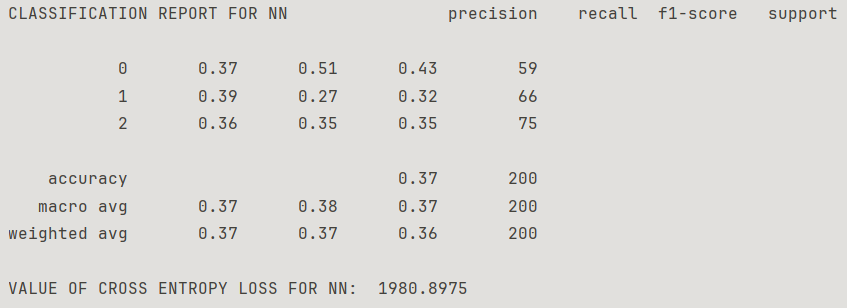 CLASSIFICATION REPORT FOR NN                precision    recall  f1-score   support

           0       0.37      0.51      0.43        59
           1       0.39      0.27      0.32        66
           2       0.36      0.35      0.35        75

    accuracy                           0.37       200
   macro avg       0.37      0.38      0.37       200
weighted avg       0.37      0.37      0.36       200

VALUE OF CROSS ENTROPY LOSS FOR NN:  1980.8975